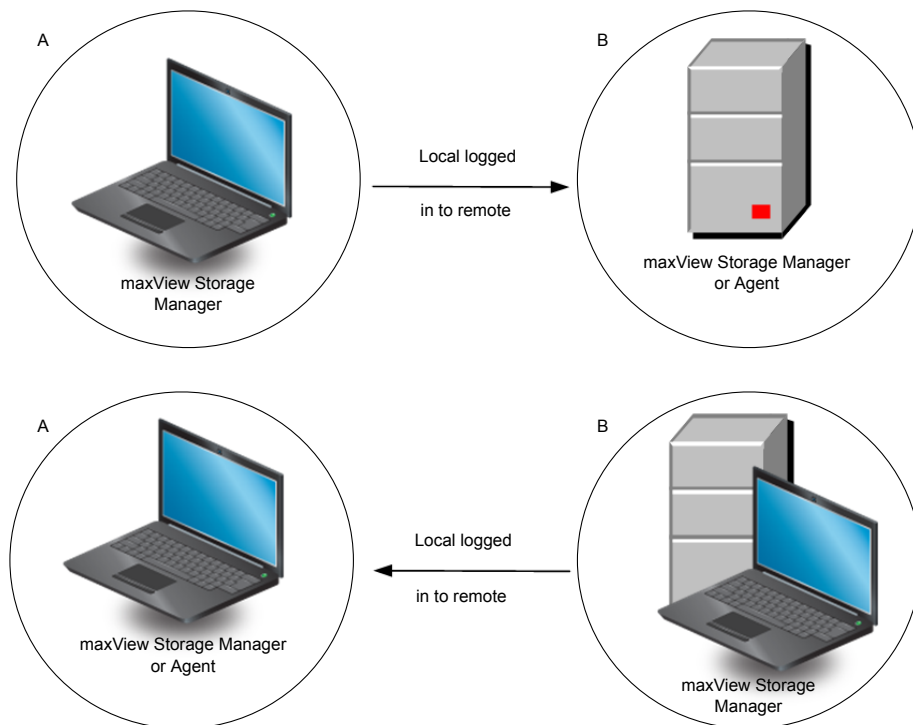 A
B
Local logged
in to remote
maxView Storage
Manager
maxView Storage Manager
or Agent
A
B
Local logged
in to remote
maxView Storage Manager
or Agent
maxView Storage
Manager